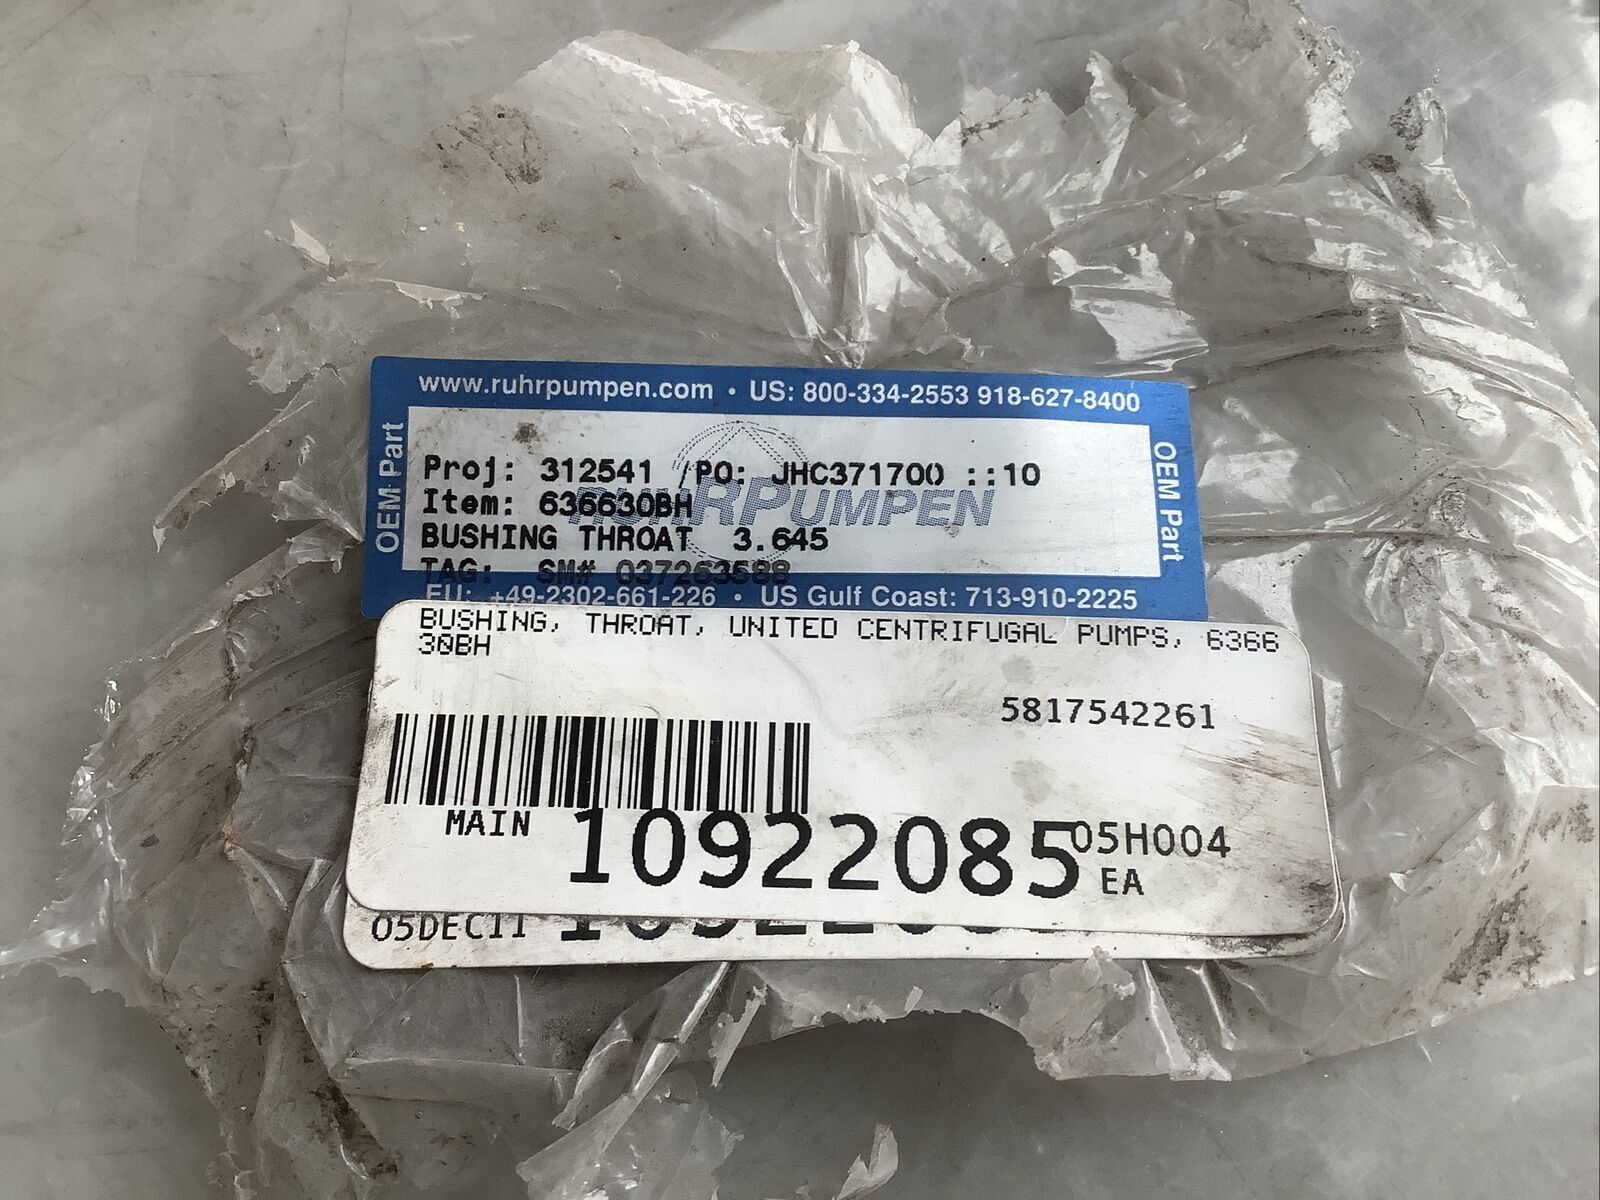 www.ruhrpumpen.com • US: 800-334-2553 918-627-8400
OEM Part
OEM Part
RUHRPUMPEN
Proj: 312541 /PO: JHC371700 ::10
Item: 636630BH
BUSHING THROAT 3.645
TAG: SM# 037263588
EU: +49-2302-661-226 • US Gulf Coast: 713-910-2225
BUSHING, THROAT, UNITED CENTRIFUGAL PUMPS, 6366
30BH
5817542261
MAIN 10922085 05H004
EA
05DEC11